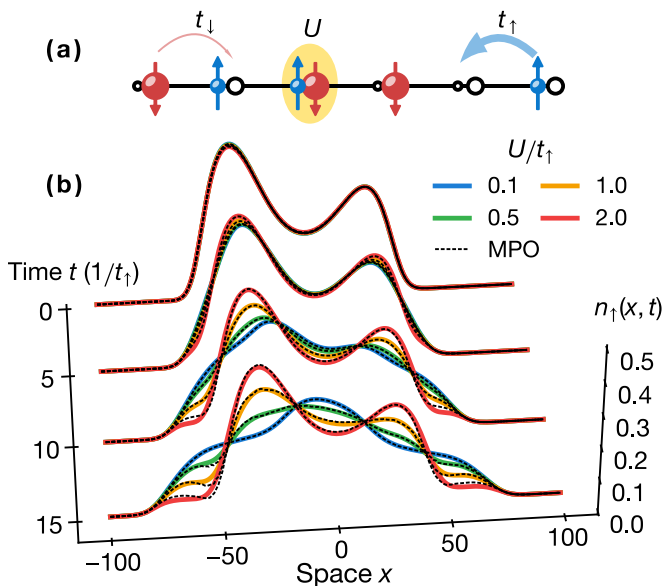 (a)
t↓
U
t↑
(b)
U/t↑
0.1
1.0
0.5
2.0
MPO
Time t (1/t↑)
n↑(x, t)
0
5
10
15
0.5
0.4
0.3
0.2
0.1
0.0
−100
−50
0
50
100
Space x